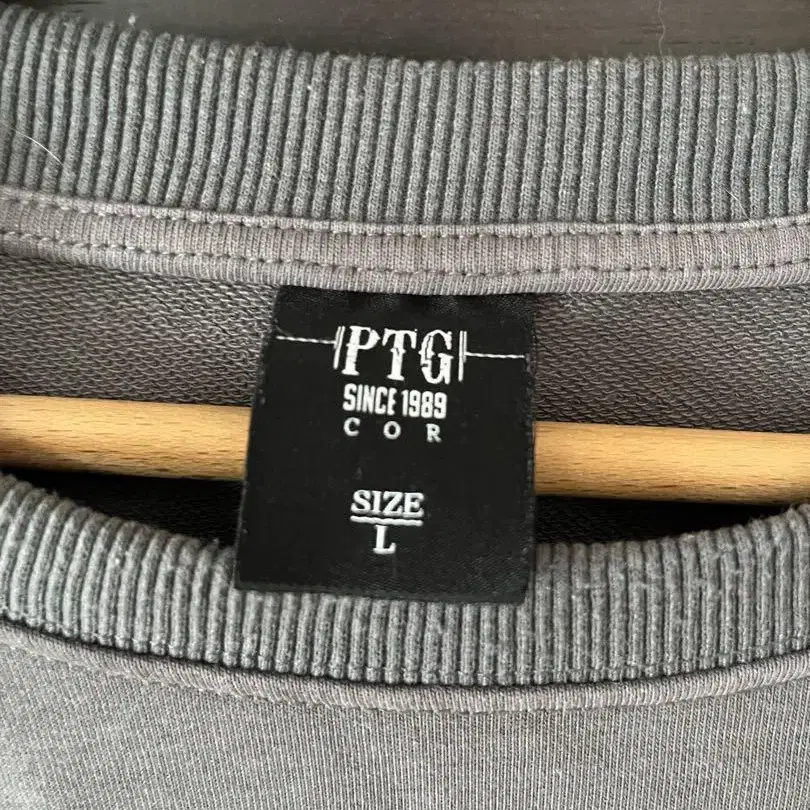 PTG
SINCE 1989
COR
SIZE
L